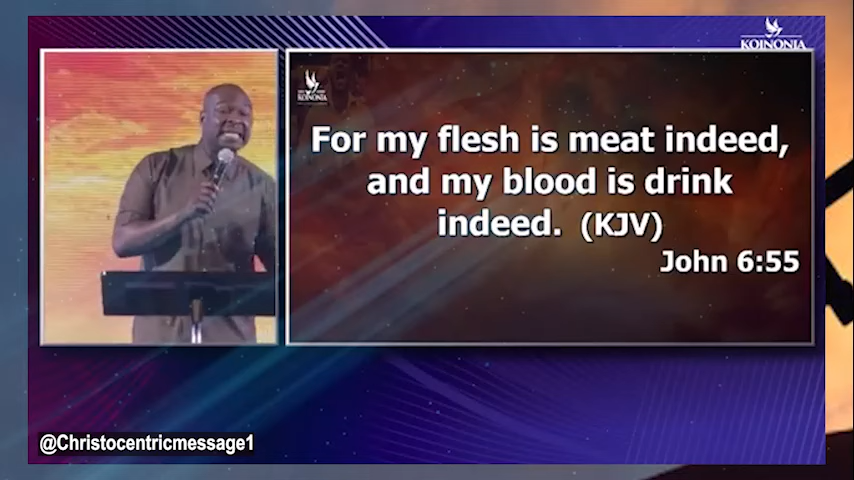 KOINONIA
KOINONIA
For my flesh is meat indeed,
and my blood is drink
indeed. (KJV)
John 6:55
@Christocentricmessage1